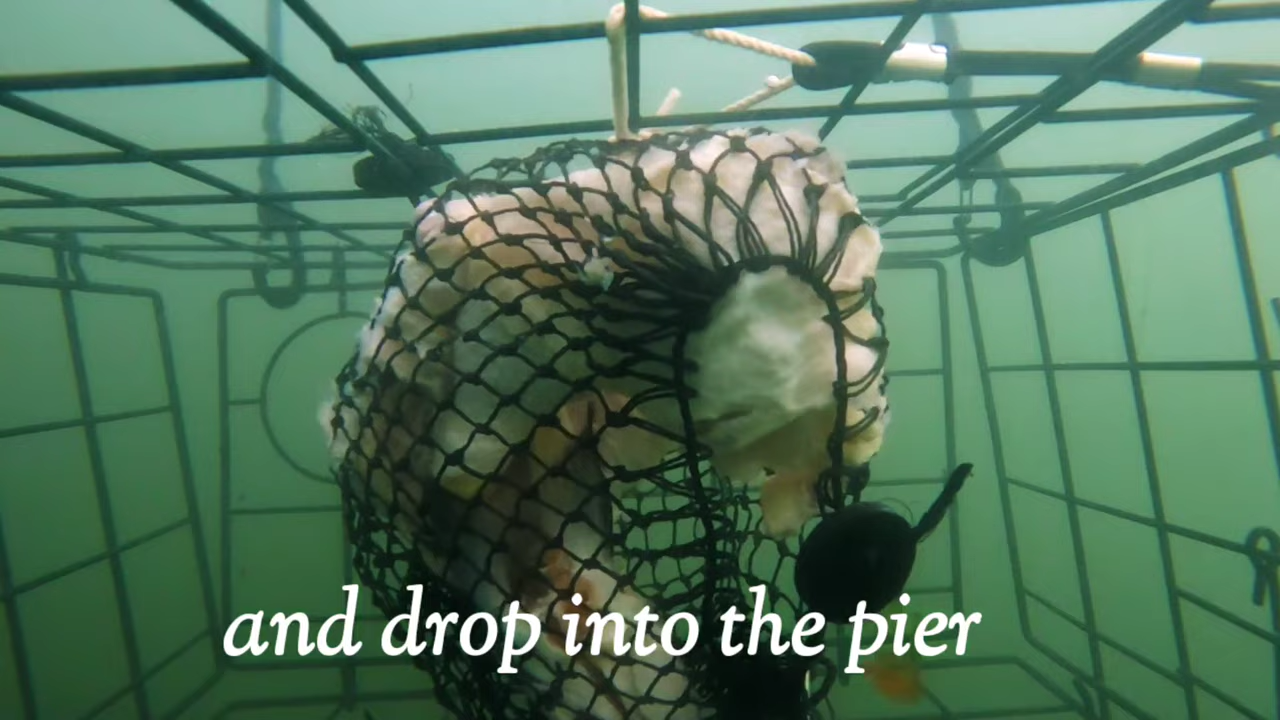 and drop into the pier